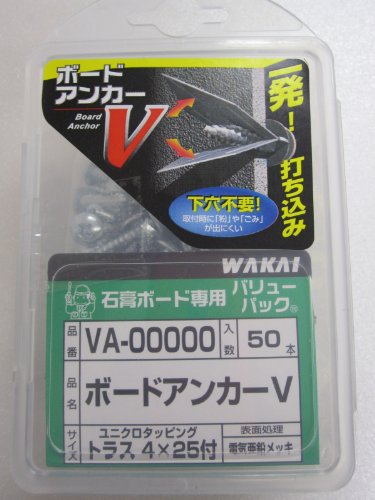 ボード
アンカー
Board
Anchor
V
一発!
打ち込み
下穴不要!
取付時に「粉」や「ごみ」
が出にくい
WAKAI
石膏ボード専用
バリュー
パック®
品番
VA-00000
入数
50本
品名
ボードアンカーV
サイズ
ユニクロタッピング
トラス 4×25付
表面処理
電気亜鉛メッキ